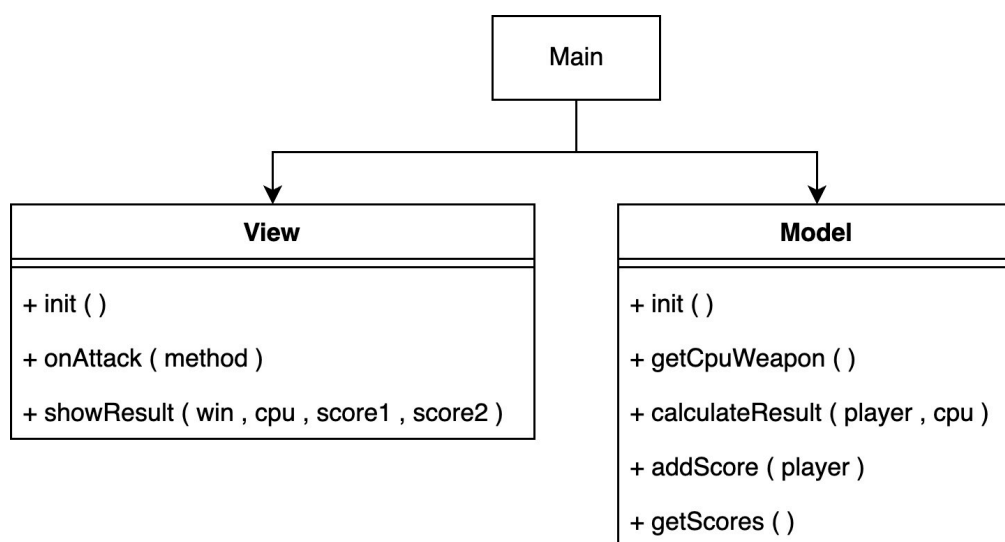 Main
View
+ init ( )
+ onAttack ( method )
+ showResult ( win , cpu , score1 , score2 )
Model
+ init ( )
+ getCpuWeapon ( )
+ calculateResult ( player , cpu )
+ addScore ( player )
+ getScores ( )